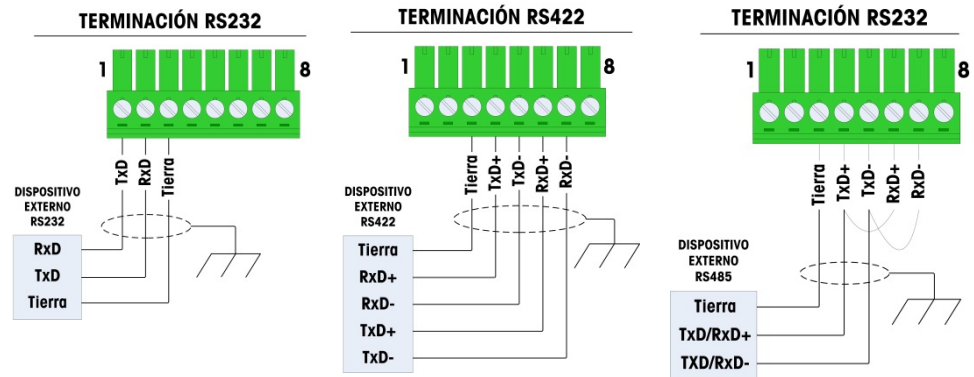 TERMINACIÓN RS232
1
8
TxD
RxD
Tierra
DISPOSITIVO
EXTERNO
RS232
RxD
TxD
Tierra
TERMINACIÓN RS422
1
8
Tierra
TxD+
TxD-
RxD+
RxD-
DISPOSITIVO
EXTERNO
RS422
Tierra
RxD+
RxD-
TxD+
TxD-
TERMINACIÓN RS232
1
8
Tierra
TxD+
TxD-
RxD+
RxD-
DISPOSITIVO
EXTERNO
RS485
Tierra
TxD/RxD+
TXD/RxD-